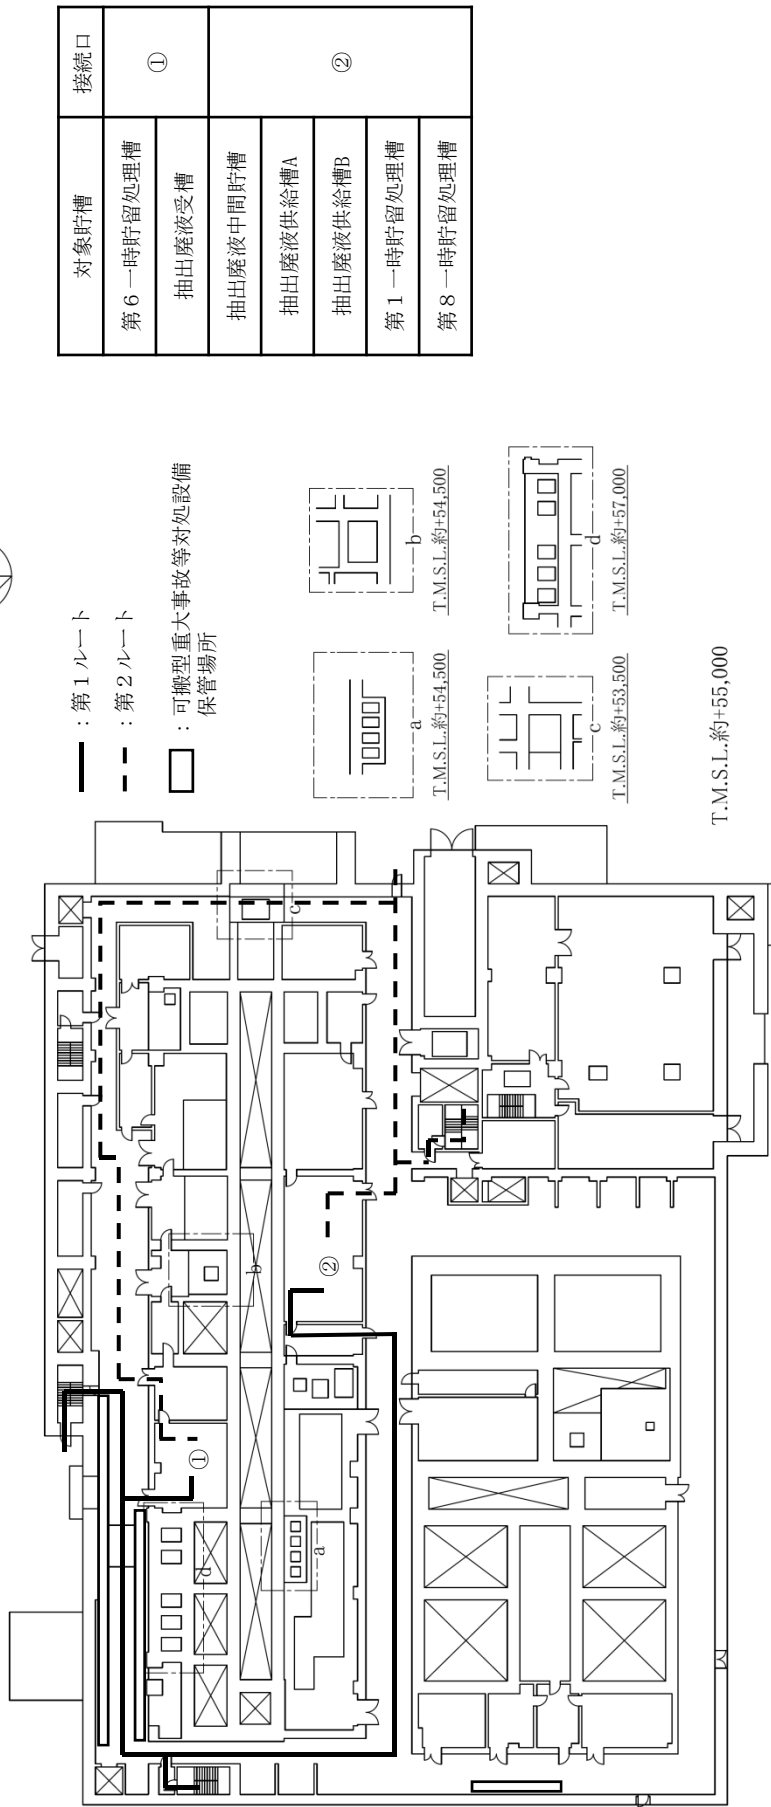 対象貯槽 接続口
第6一時貯留処理槽 ①
抽出廃液受槽
抽出廃液中間貯槽 ②
抽出廃液供給槽A
抽出廃液供給槽B
第1一時貯留処理槽
第8一時貯留処理槽
：第1ルート
：第2ルート
：可搬型重大事故等対処設備
保管場所
a
T.M.S.L.約+54,500
b
T.M.S.L.約+54,500
c
T.M.S.L.約+53,500
d
T.M.S.L.約+57,000
T.M.S.L.約+55,000
①
②
a
b
c
d